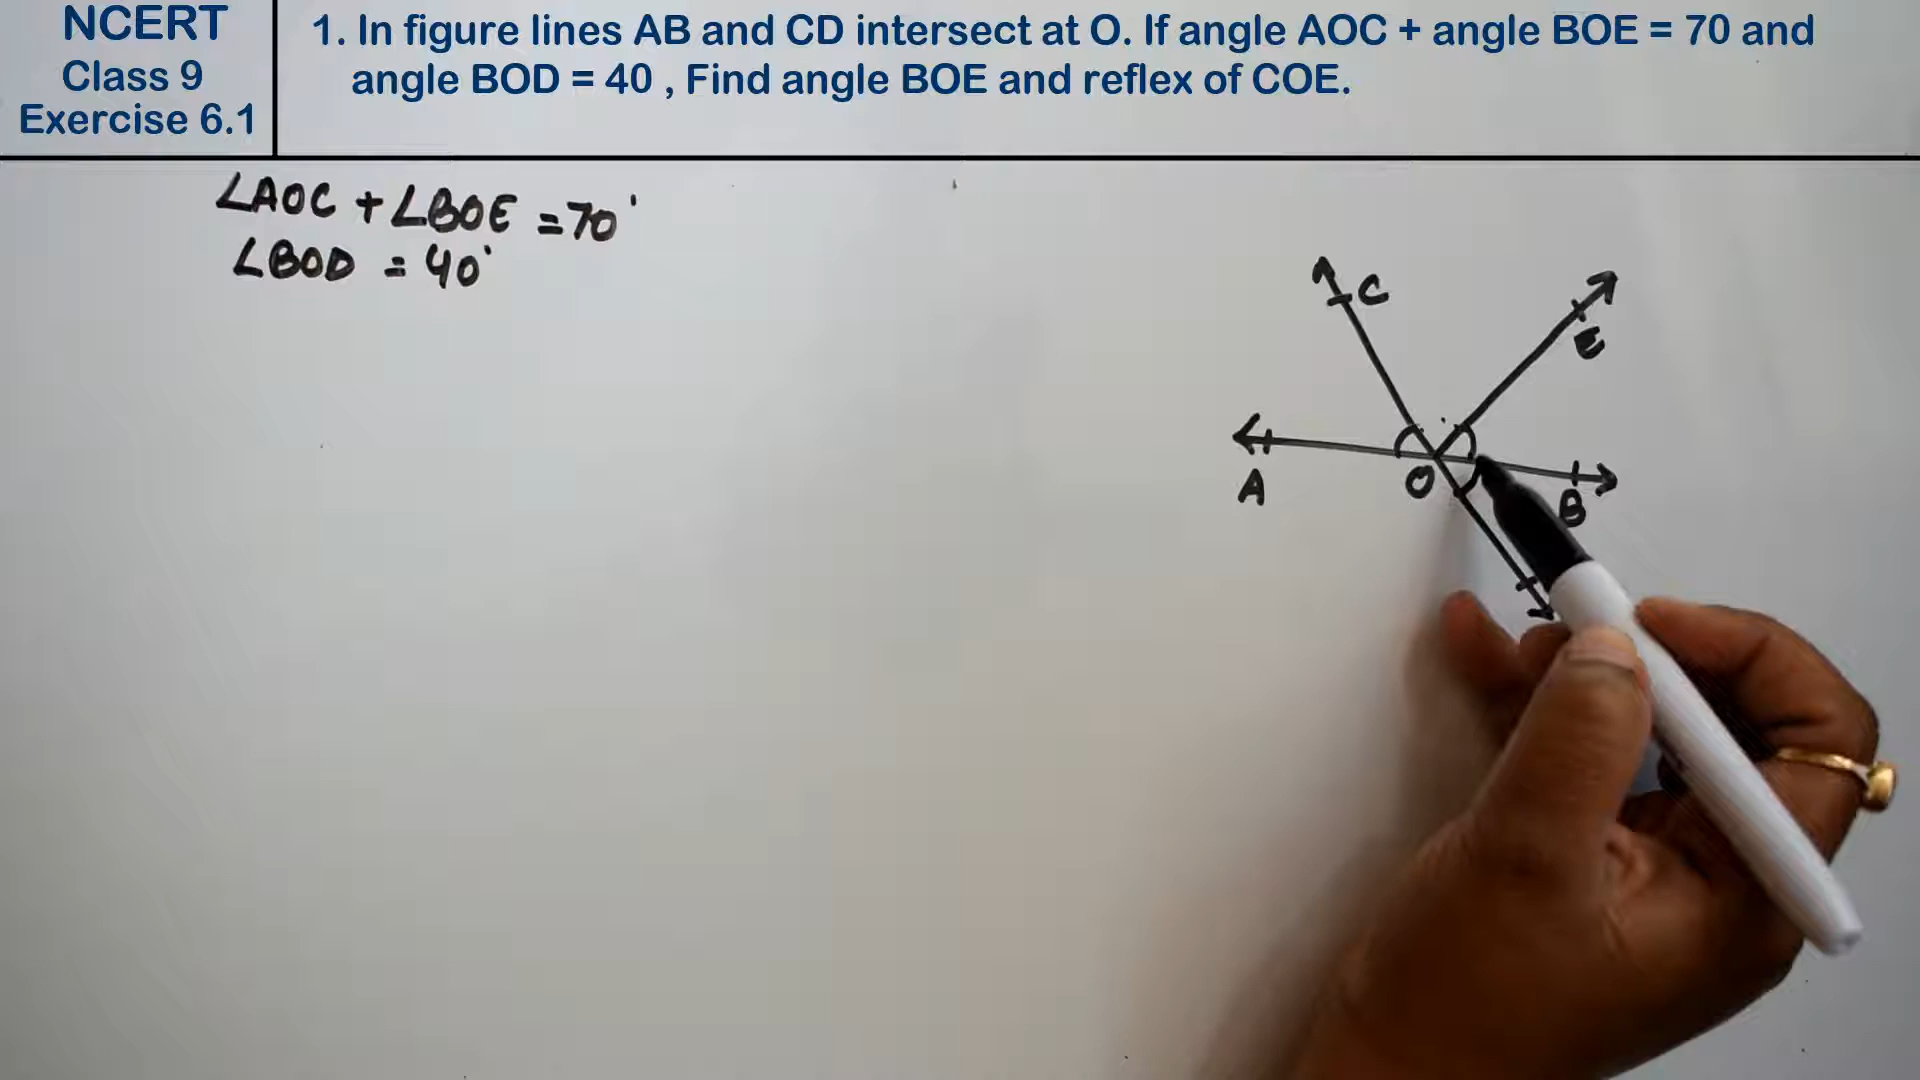 NCERT
Class 9
Exercise 6.1
1. In figure lines AB and CD intersect at O. If angle AOC + angle BOE = 70 and
angle BOD = 40 , Find angle BOE and reflex of COE.
∠AOC + ∠BOE = 70°
∠BOD = 40°
C
E
A
O
B